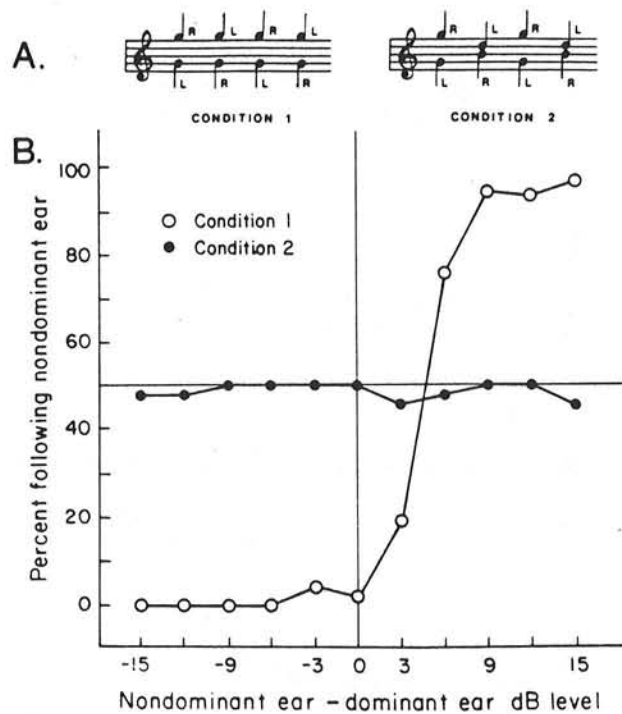 A.
R L R L
L R L R
CONDITION 1
R L R L
L R L R
CONDITION 2
B.
100
80
60
40
20
0
Condition 1
Condition 2
Percent following nondominant ear
-15 -9 -3 0 3 9 15
Nondominant ear – dominant ear dB level